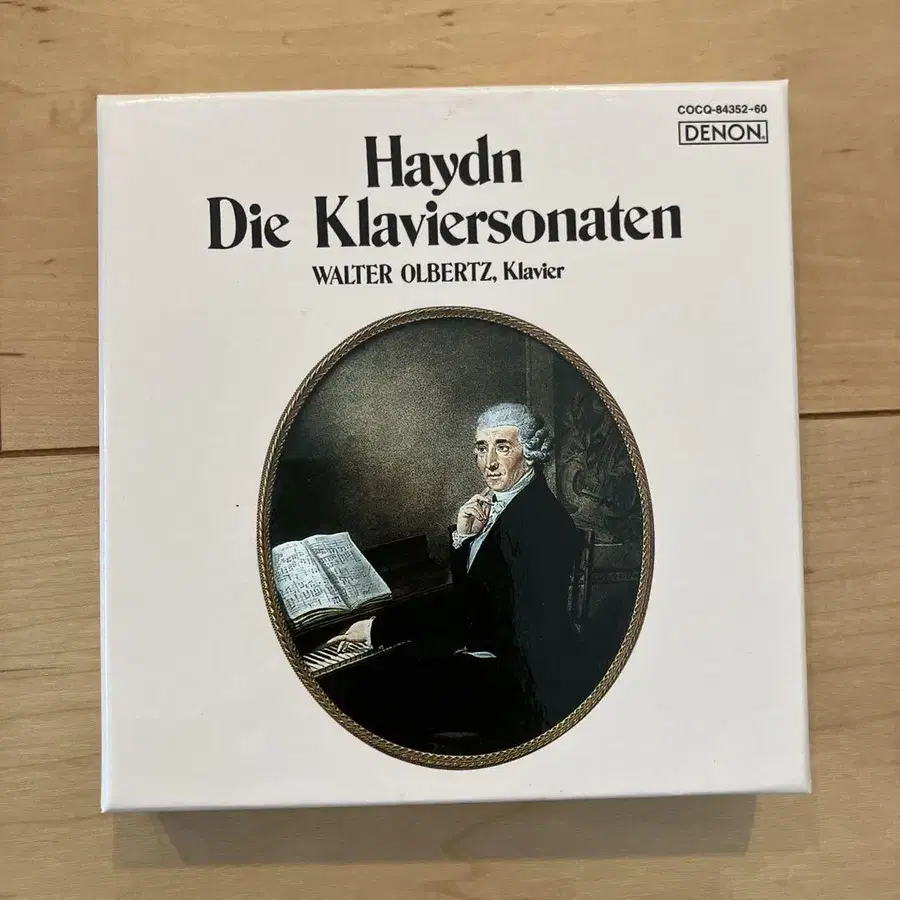 COCQ-84352→60
DENON
Haydn
Die Klaviersonaten
WALTER OLBERTZ, Klavier